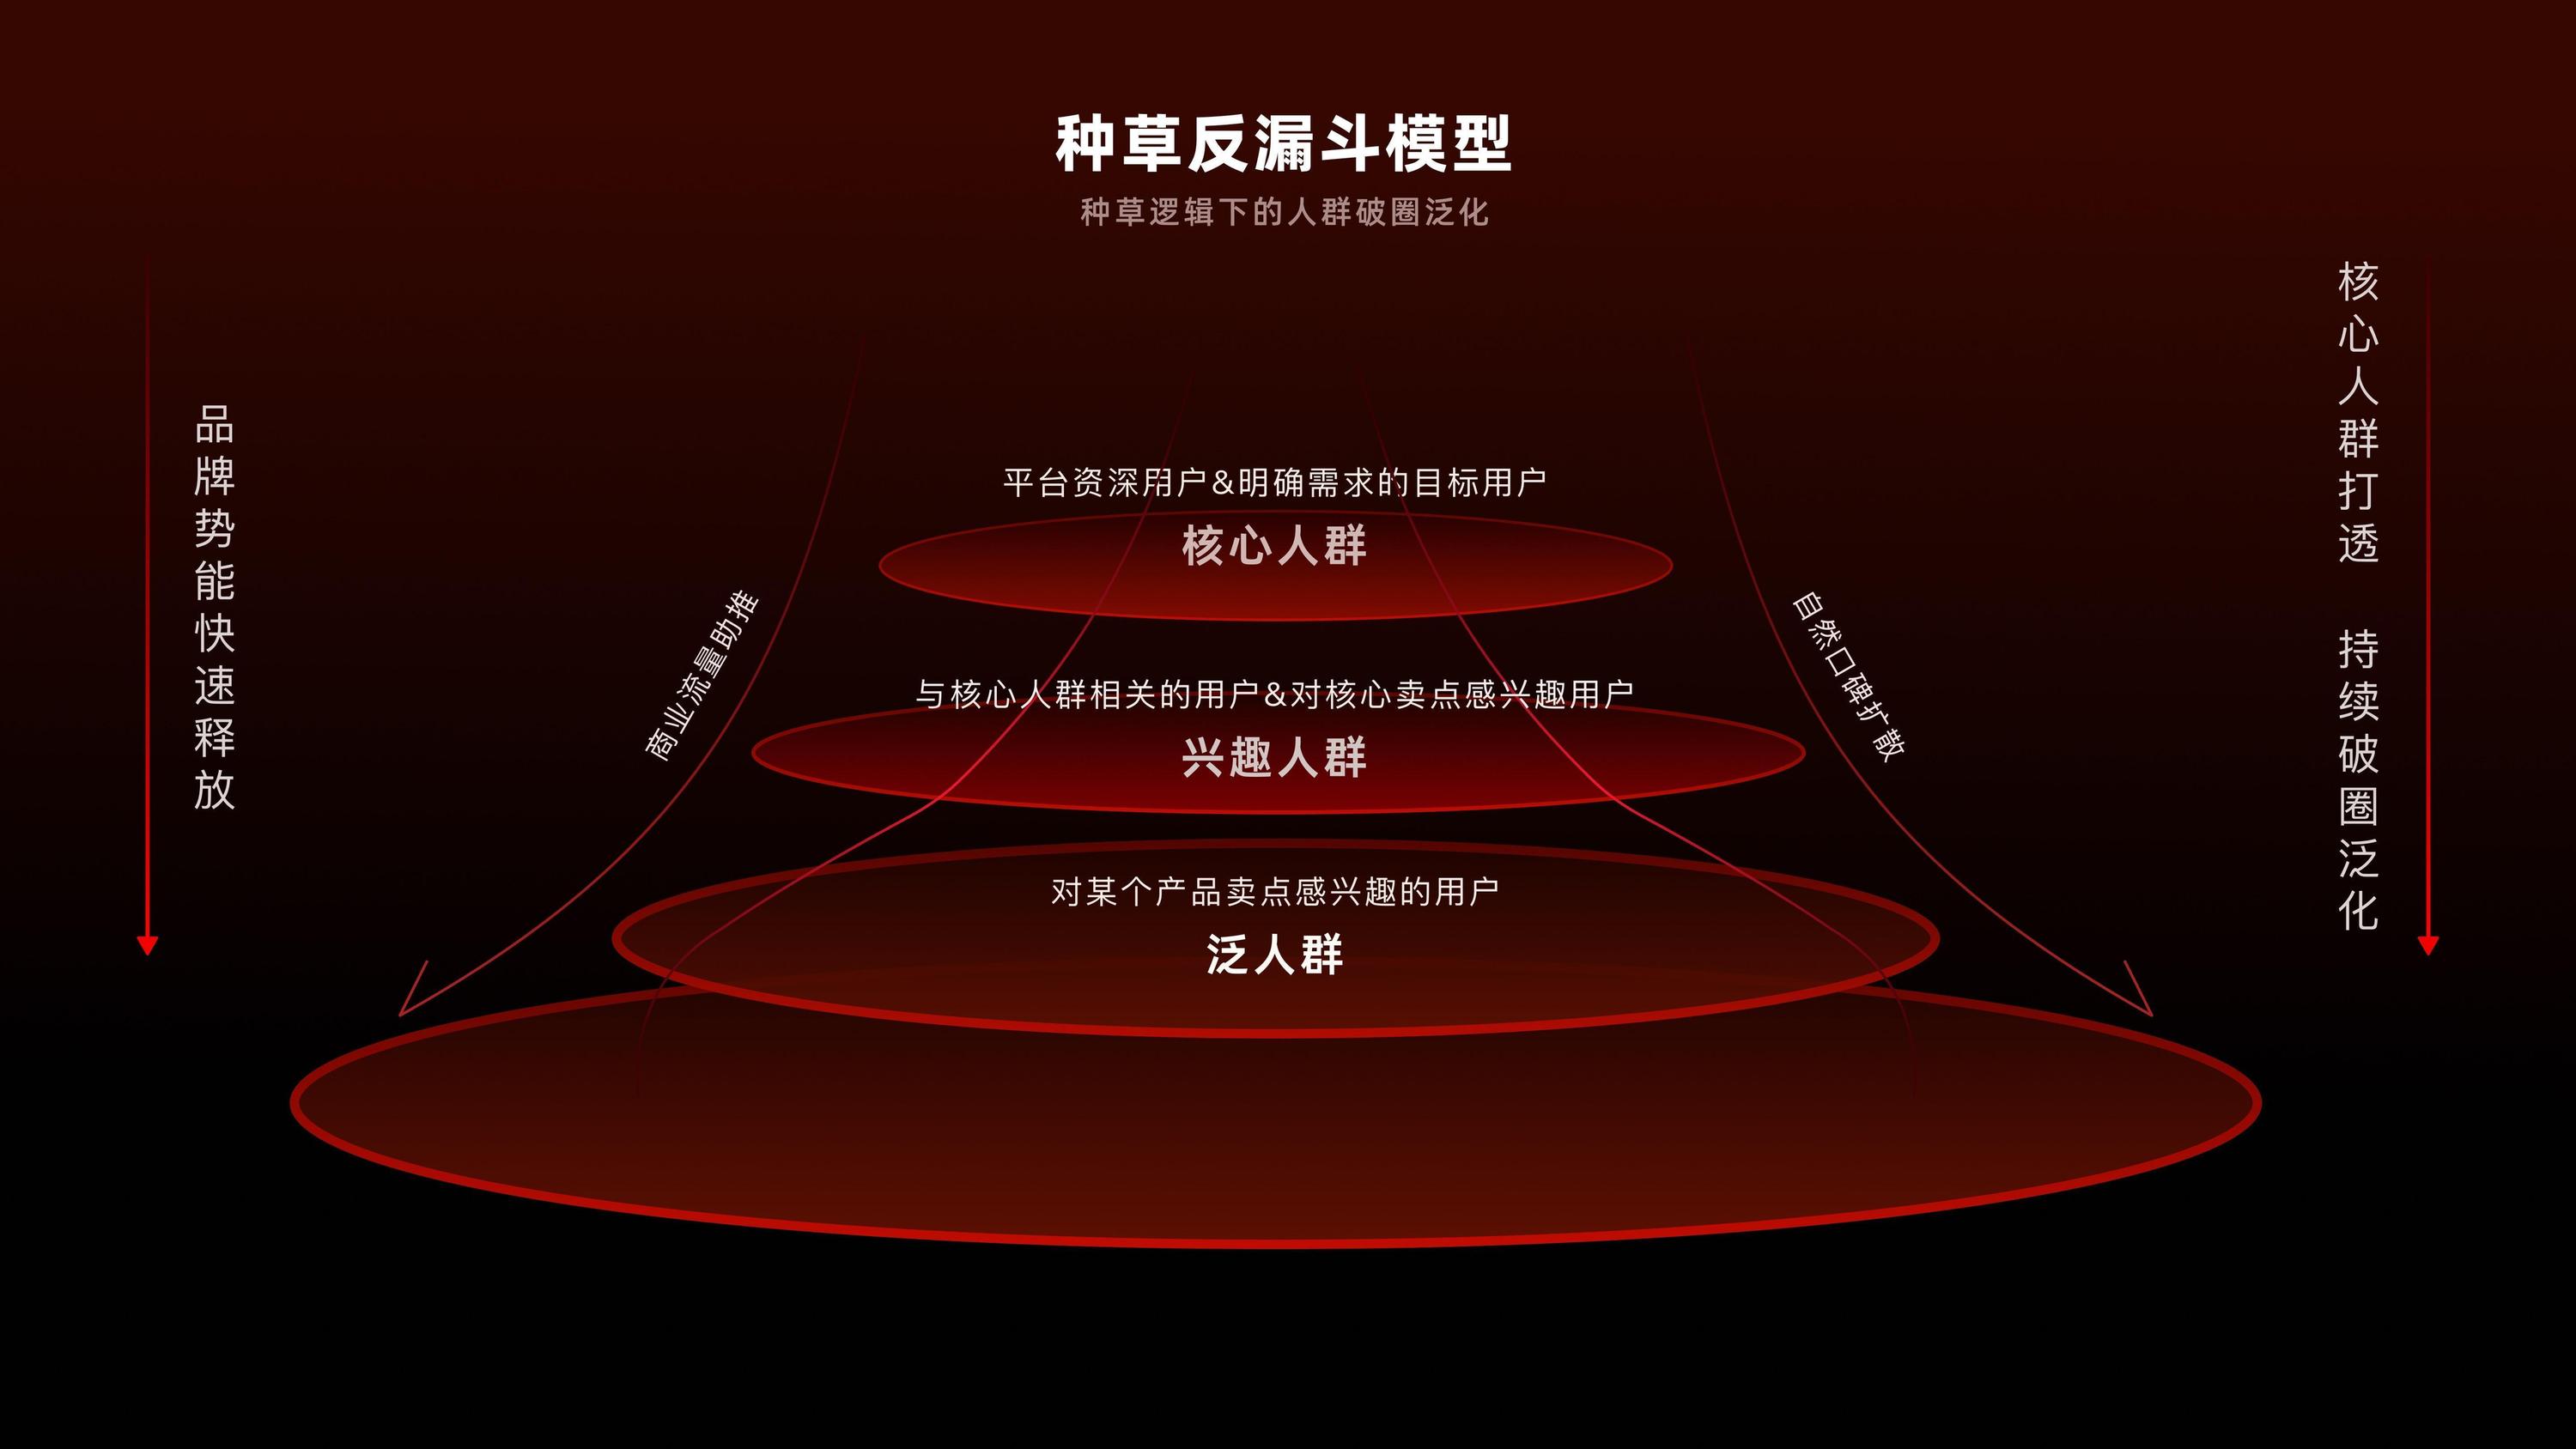 种草反漏斗模型
种草逻辑下的人群破圈泛化
品牌势能快速释放
商业流量助推
平台资深用户&明确需求的目标用户
核心人群
与核心人群相关的用户&对核心卖点感兴趣用户
兴趣人群
对某个产品卖点感兴趣的用户
泛人群
自然口碑扩散
核心人群打透 持续破圈泛化